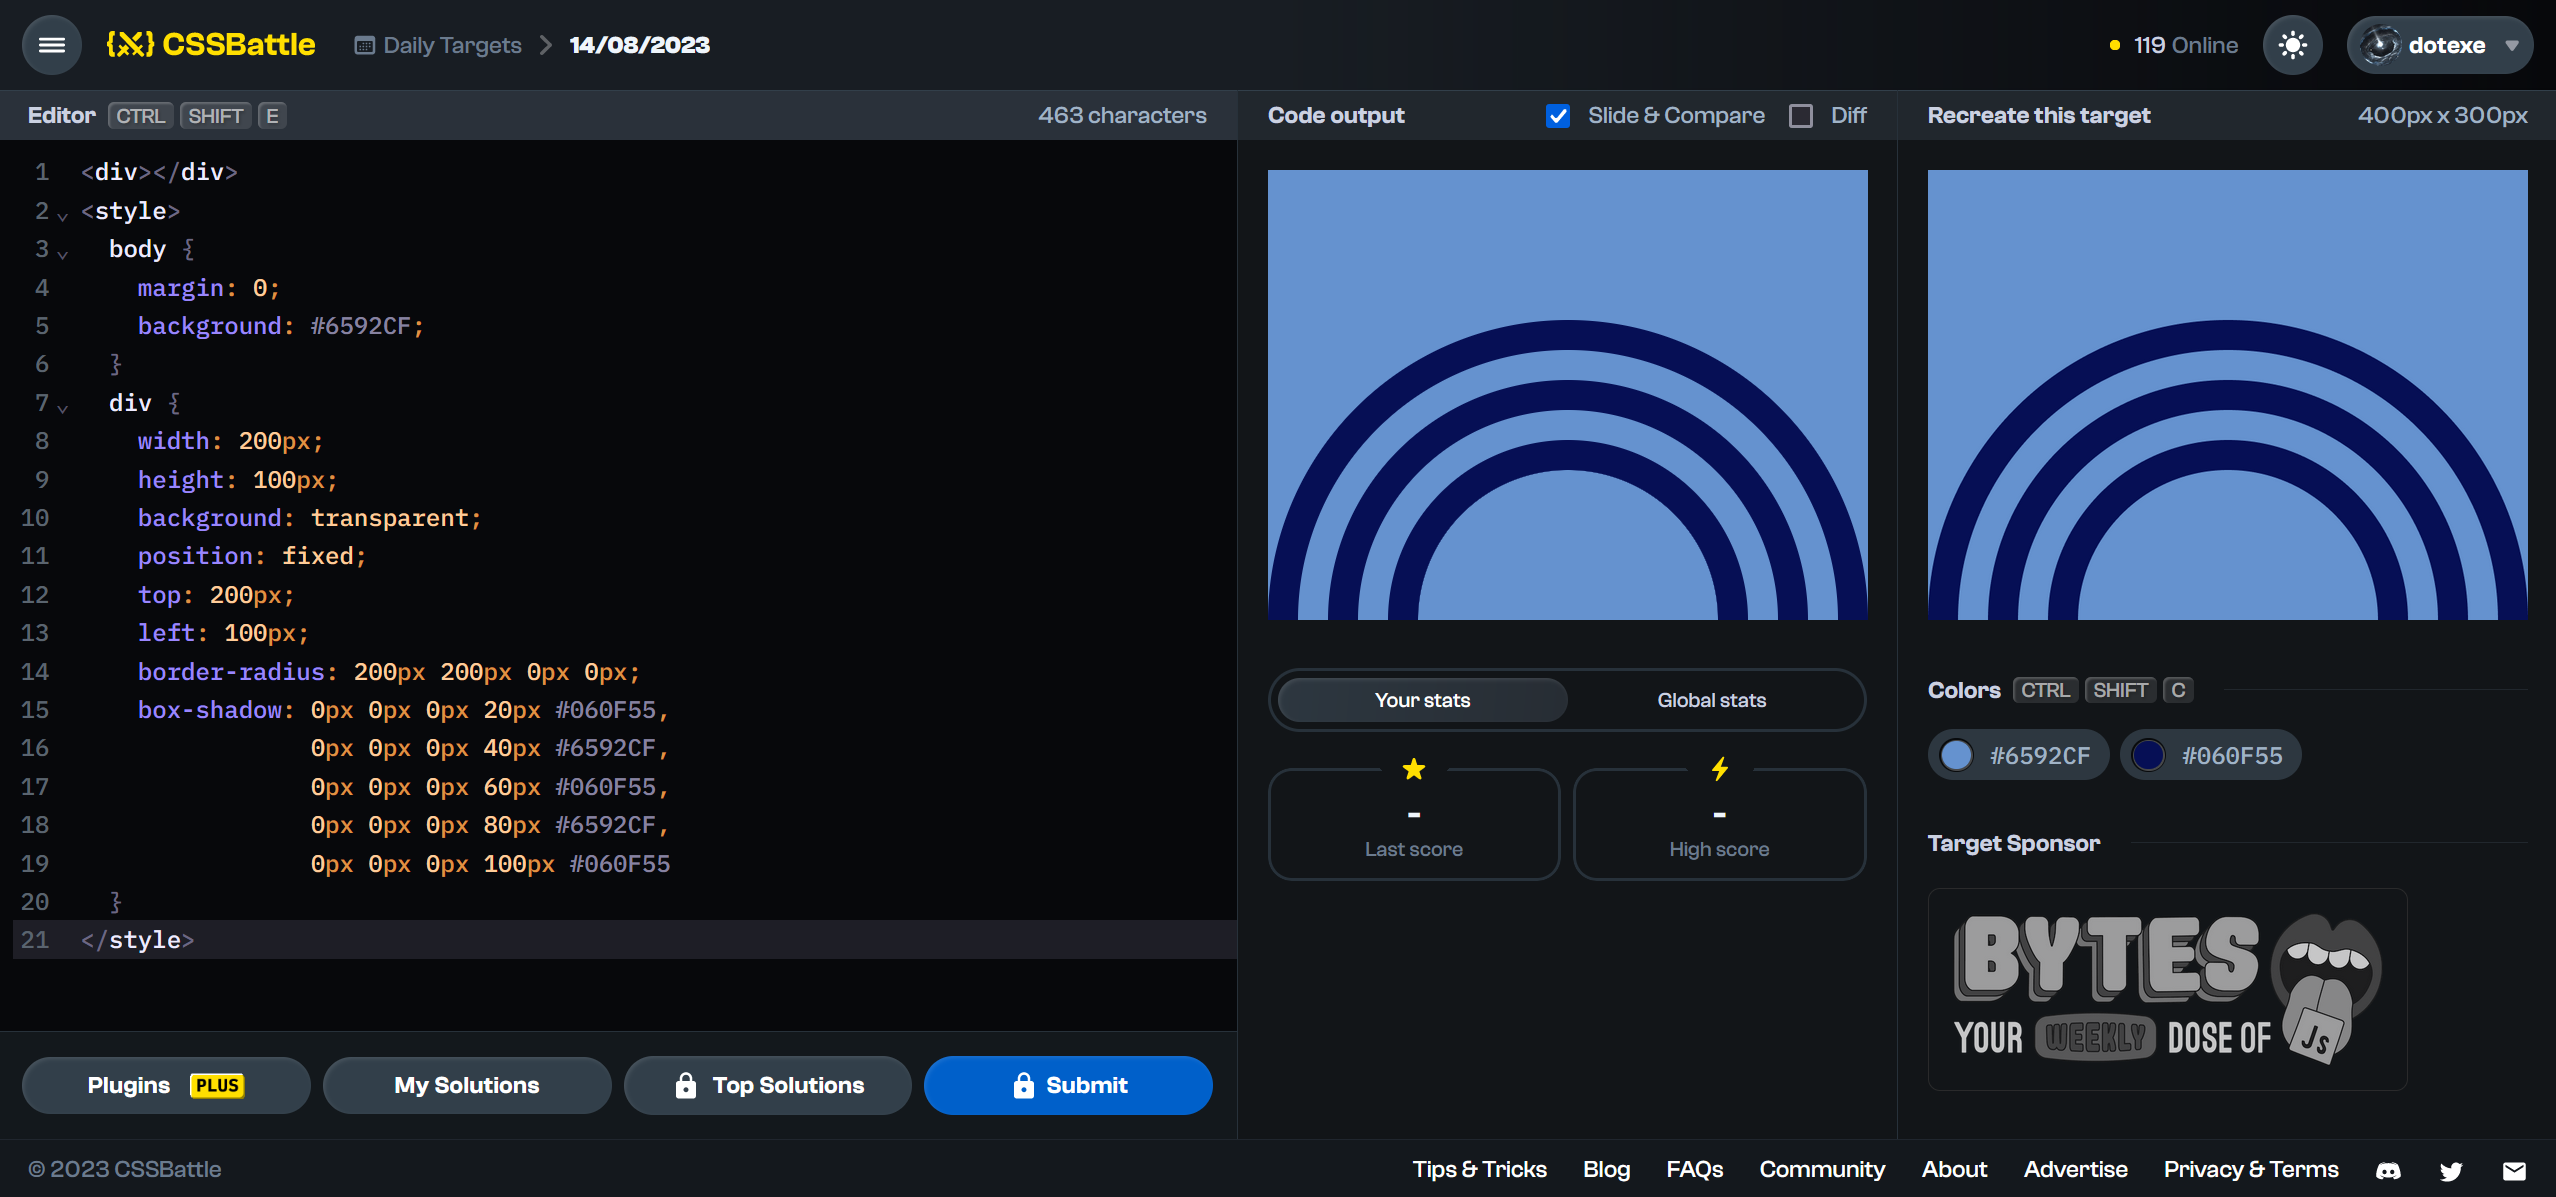 CSSBattle
Daily Targets
14/08/2023
119 Online
dotexe
Editor CTRL SHIFT E
463 characters
Code output
Slide & Compare
Diff
Recreate this target
400px x 300px
1 <div></div>
2 <style>
3 body {
4 margin: 0;
5 background: #6592CF;
6 }
7 div {
8 width: 200px;
9 height: 100px;
10 background: transparent;
11 position: fixed;
12 top: 200px;
13 left: 100px;
14 border-radius: 200px 200px 0px 0px;
15 box-shadow: 0px 0px 0px 20px #060F55,
16 0px 0px 0px 40px #6592CF,
17 0px 0px 0px 60px #060F55,
18 0px 0px 0px 80px #6592CF,
19 0px 0px 0px 100px #060F55
20 }
21 </style>
Your stats
Global stats
-
Last score
-
High score
Colors CTRL SHIFT C
#6592CF
#060F55
Target Sponsor
BYTES
YOUR WEEKLY DOSE OF JS
Plugins PLUS
My Solutions
Top Solutions
Submit
© 2023 CSSBattle
Tips & Tricks
Blog
FAQs
Community
About
Advertise
Privacy & Terms